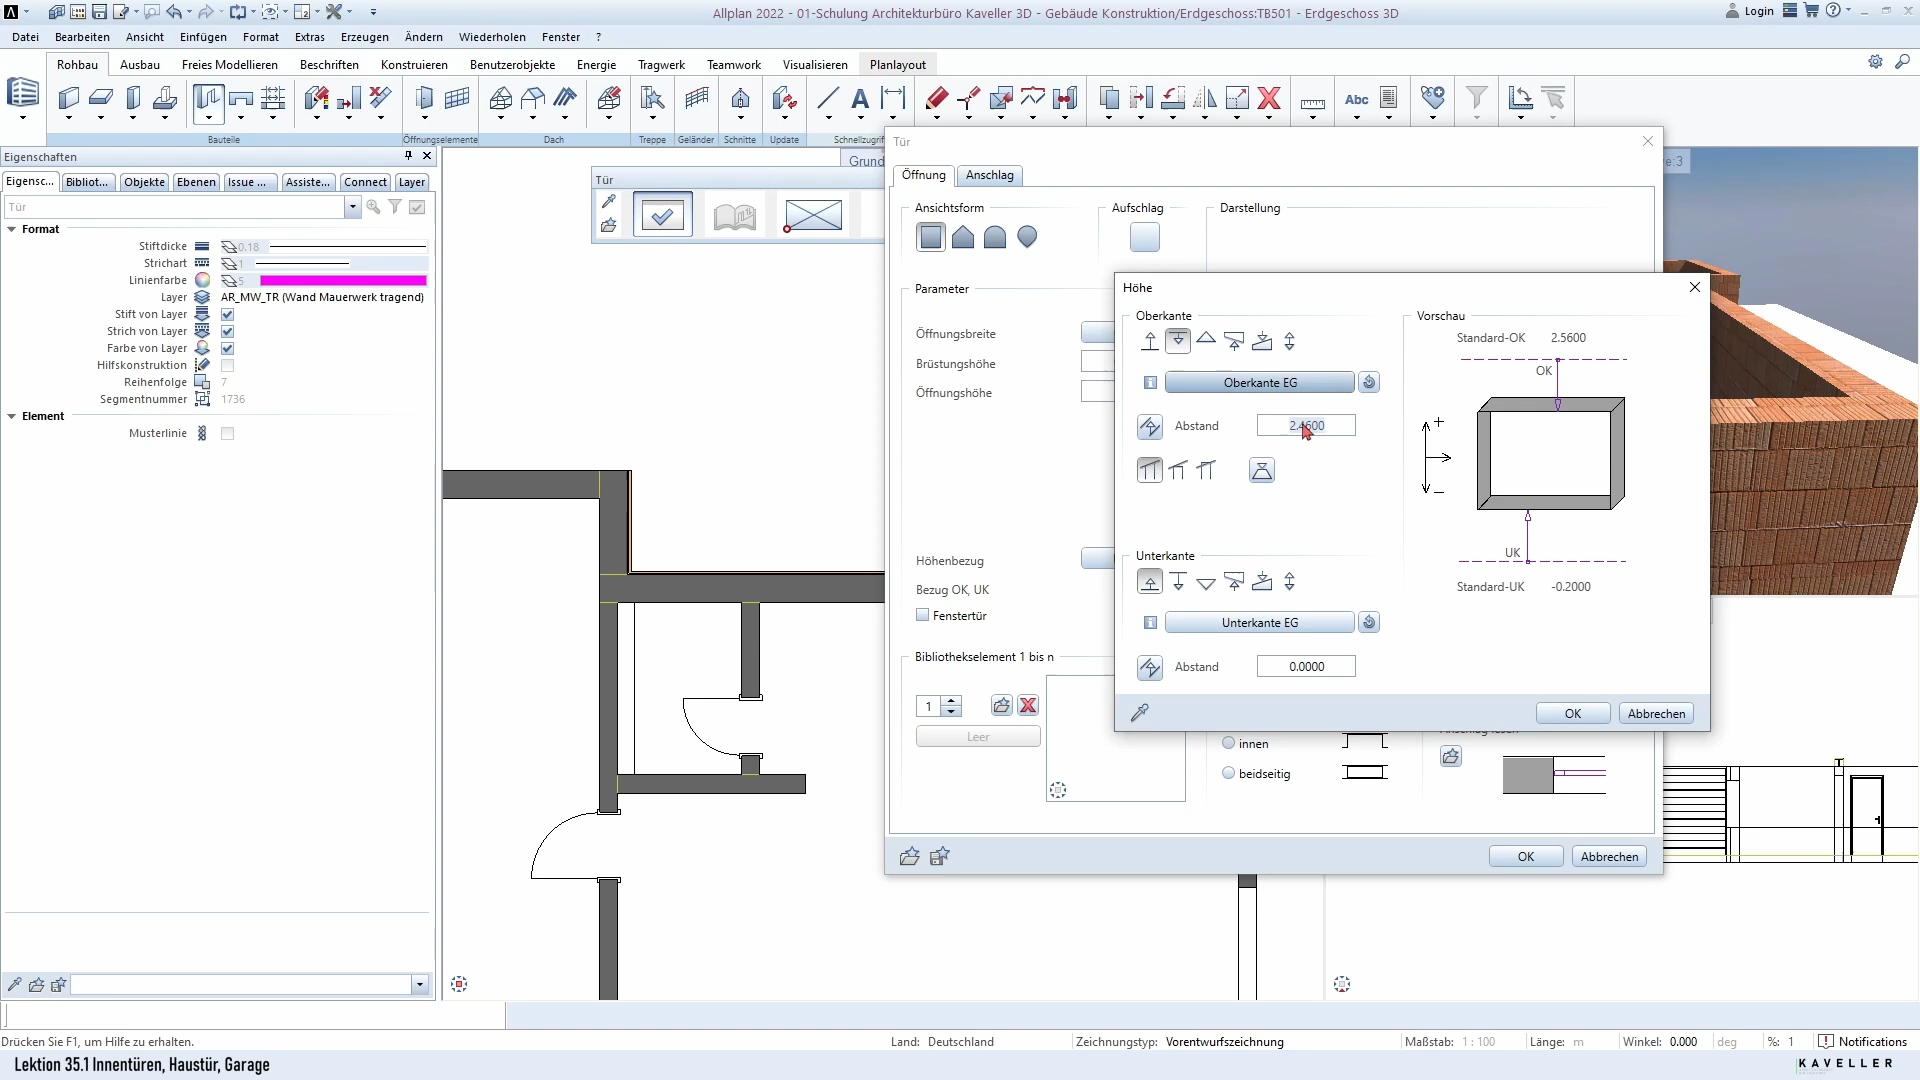 Allplan 2022 - 01-Schulung Architekturbüro Kaveller 3D - Gebäude Konstruktion/Erdgeschoss:TB501 - Erdgeschoss 3D
Login
Datei Bearbeiten Ansicht Einfügen Format Extras Erzeugen Ändern Wiederholen Fenster ?
Rohbau Ausbau Freies Modellieren Beschriften Konstruieren Benutzerobjekte Energie Tragwerk Teamwork Visualisieren Planlayout
Abc
Bauteile Öffnungselemente Dach Treppe Geländer Schnitte Update Schnellzugrif
Eigenschaften
Eigensc... Bibliot... Objekte Ebenen Issue ... Assiste... Connect Layer
Tür
Format
Stiftdicke 0.18
Strichart 1
Linienfarbe 5
Layer AR_MW_TR (Wand Mauerwerk tragend)
Stift von Layer
Strich von Layer
Farbe von Layer
Hilfskonstruktion
Reihenfolge 7
Segmentnummer 1736
Element
Musterlinie
Grund
e:3
Tür
Tür
Öffnung Anschlag
Ansichtsform Aufschlag Darstellung
Parameter
Öffnungsbreite
Brüstungshöhe
Öffnungshöhe
Höhenbezug
Bezug OK, UK
Fenstertür
Bibliothekselement 1 bis n
1
Leer
innen
beidseitig
OK Abbrechen
Höhe
Oberkante
Oberkante EG
Abstand 2.4600
Unterkante
Unterkante EG
Abstand 0.0000
Vorschau
Standard-OK 2.5600
OK
+
−
UK
Standard-UK -0.2000
OK Abbrechen
Drücken Sie F1, um Hilfe zu erhalten.
Land: Deutschland Zeichnungstyp: Vorentwurfszeichnung Maßstab: 1 : 100 Länge: m Winkel: 0.000 deg %: 1 Notifications
Lektion 35.1 Innentüren, Haustür, Garage
KAVELLER